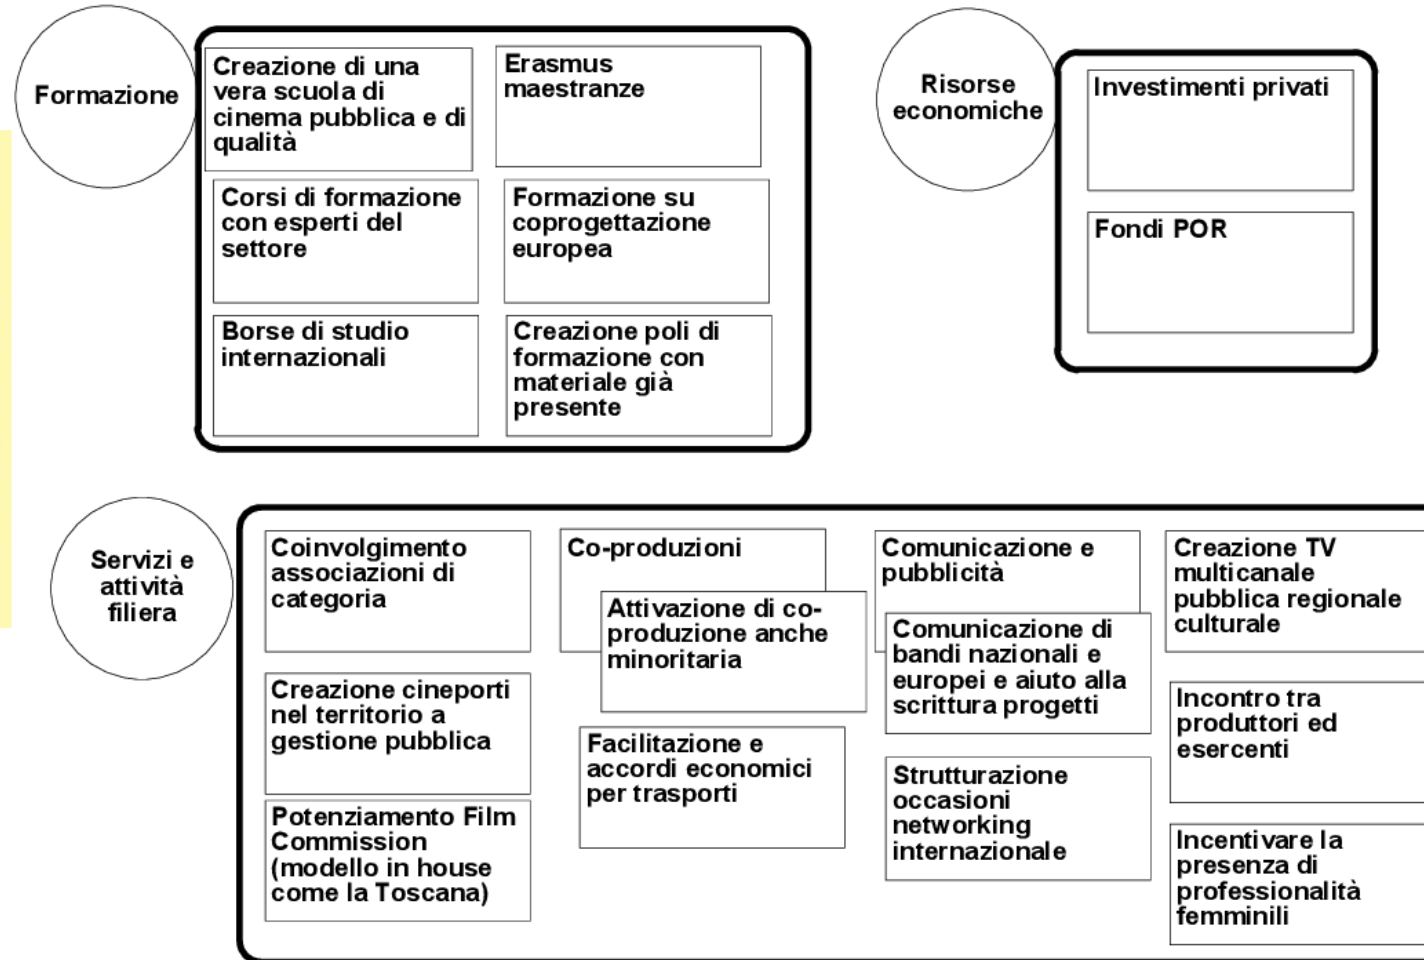 Formazione
Creazione di una
vera scuola di
cinema pubblica e di
qualità
Erasmus
maestranze
Corsi di formazione
con esperti del
settore
Formazione su
coprogettazione
europea
Borse di studio
internazionali
Creazione poli di
formazione con
materiale già
presente
Risorse
economiche
Investimenti privati
Fondi POR
Servizi e
attività
filiera
Coinvolgimento
associazioni di
categoria
Creazione cineporti
nel territorio a
gestione pubblica
Potenziamento Film
Commission
(modello in house
come la Toscana)
Co-produzioni
Attivazione di co-
produzione anche
minoritaria
Facilitazione e
accordi economici
per trasporti
Comunicazione e
pubblicità
Comunicazione di
bandi nazionali e
europei e aiuto alla
scrittura progetti
Strutturazione
occasioni
networking
internazionale
Creazione TV
multicanale
pubblica regionale
culturale
Incontro tra
produttori ed
esercenti
Incentivare la
presenza di
professionalità
femminili